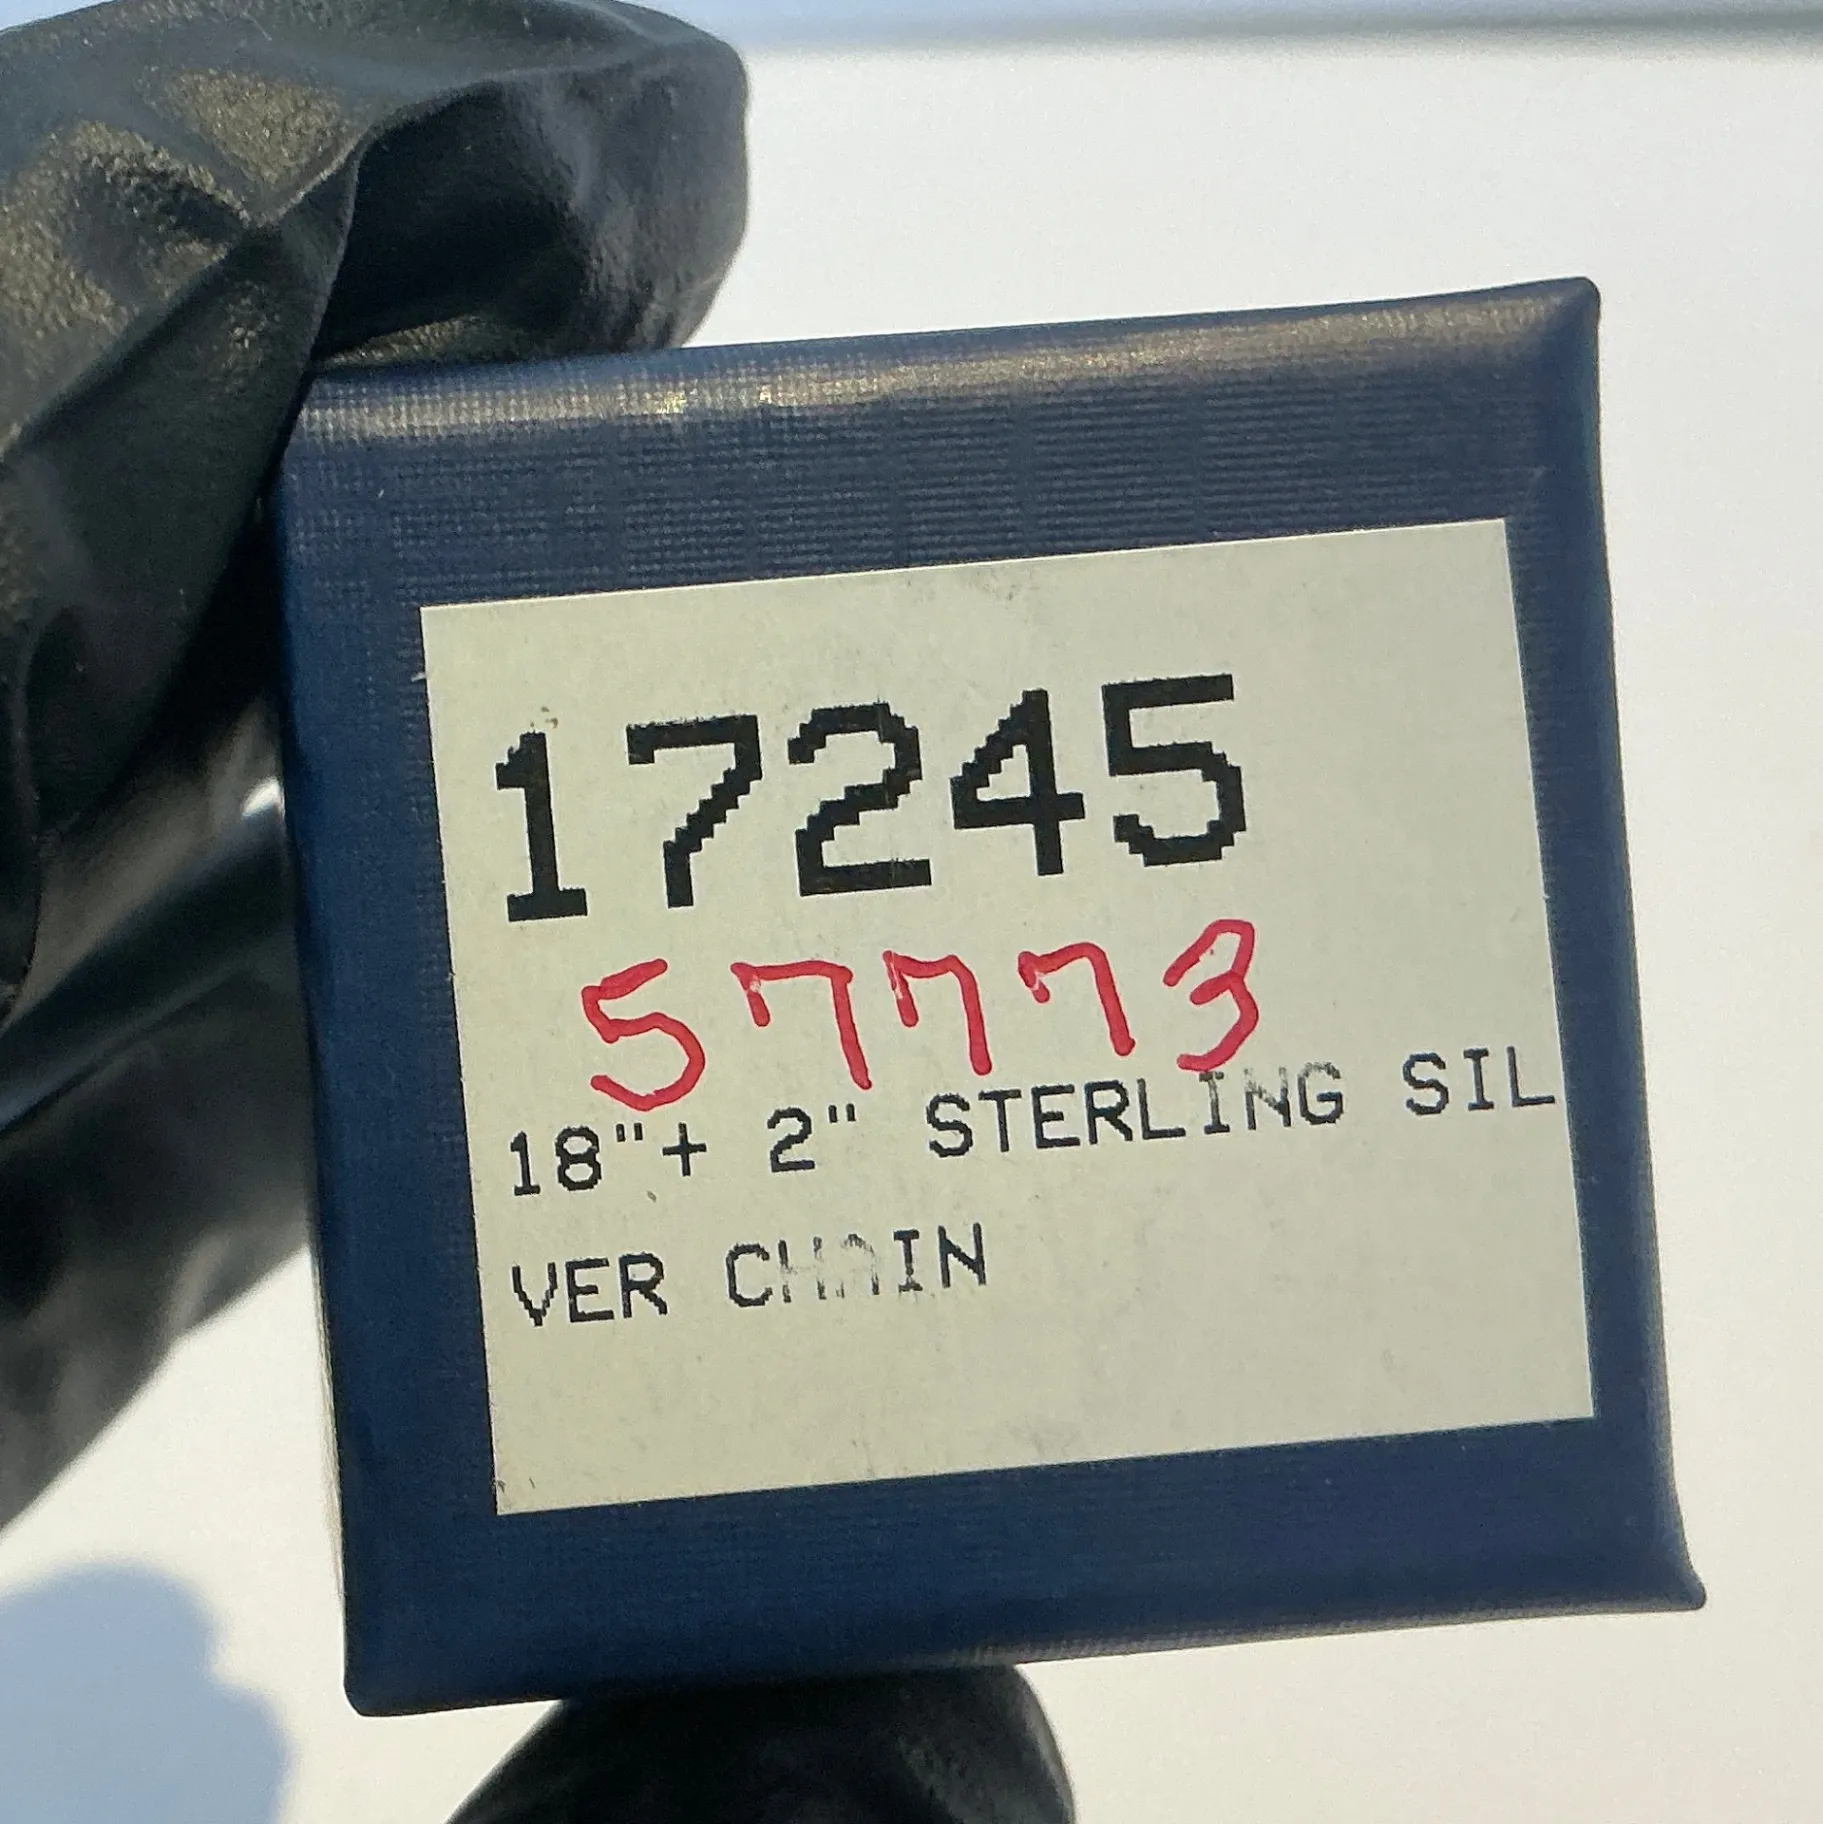 17245
57773
18"+ 2" STERLING SIL
VER CHAIN